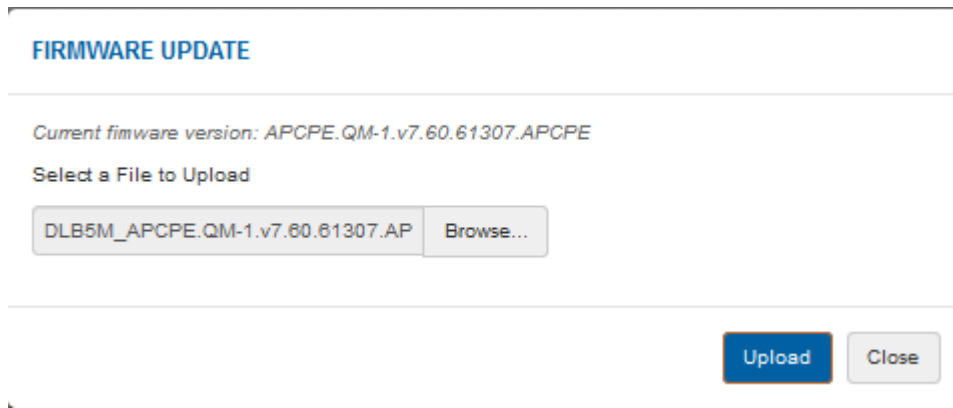 FIRMWARE UPDATE
Current fimware version: APCPE.QM-1.v7.60.61307.APCPE
Select a File to Upload
DLB5M_APCPE.QM-1.v7.60.61307.AP Browse...
Upload Close